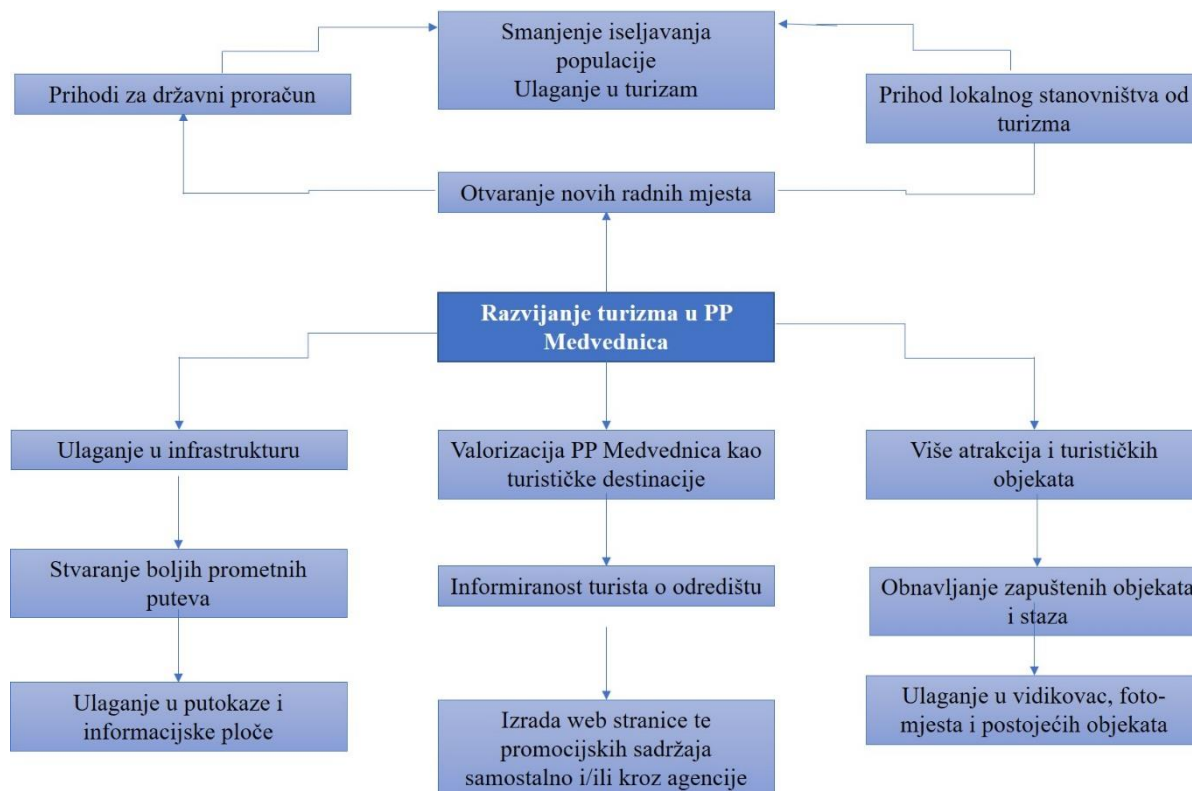 Smanjenje iseljavanja
populacije
Ulaganje u turizam
Prihodi za državni proračun
Prihod lokalnog stanovništva od
turizma
Otvaranje novih radnih mjesta
Razvijanje turizma u PP
Medvednica
Ulaganje u infrastrukturu
Valorizacija PP Medvednica kao
turističke destinacije
Više atrakcija i turističkih
objekata
Stvaranje boljih prometnih
puteva
Informiranost turista o odredištu
Obnavljanje zapuštenih objekata
i staza
Ulaganje u putokaze i
informacijske ploče
Izrada web stranice te
promocijskih sadržaja
samostalno i/ili kroz agencije
Ulaganje u vidikovac, foto-
mjesta i postojećih objekata